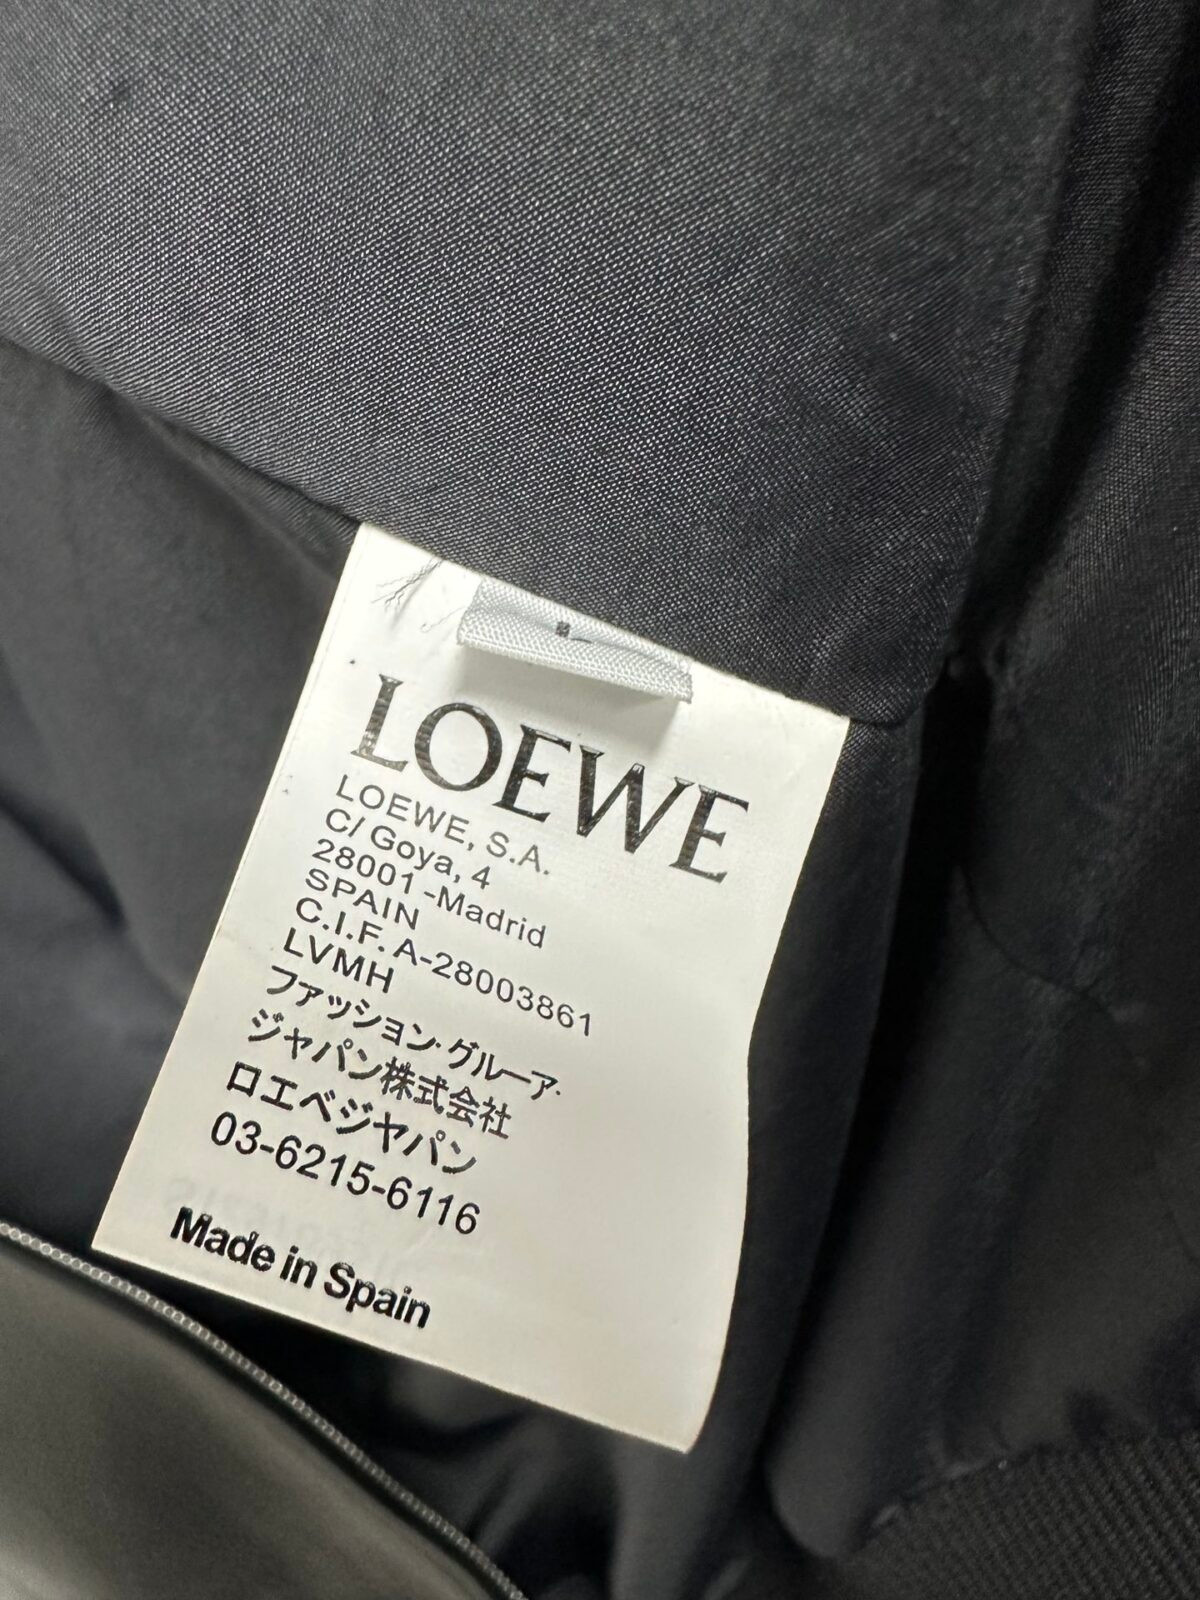 LOEWE
LOEWE, S.A.
C/ Goya, 4
28001 -Madrid
SPAIN
C.I.F. A-28003861
LVMH
ファッション・グルーア・
ジャパン株式会社
ロエベジャパン
03-6215-6116
Made in Spain